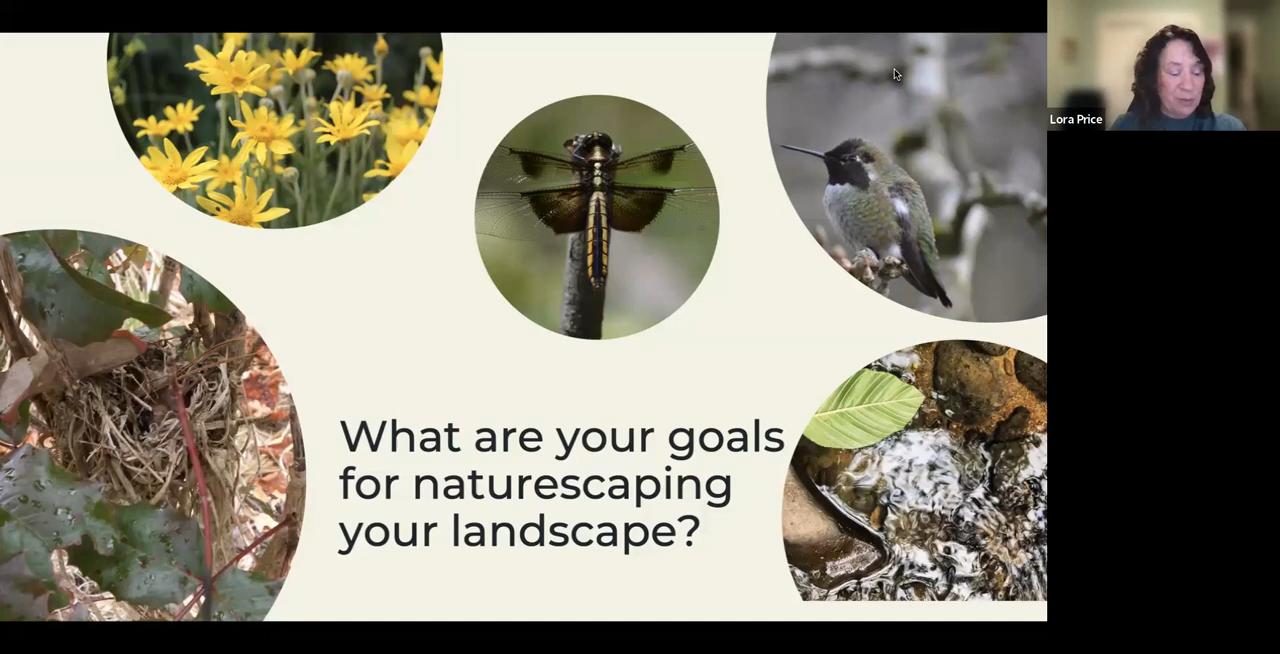 Lora Price
What are your goals
for naturescaping
your landscape?